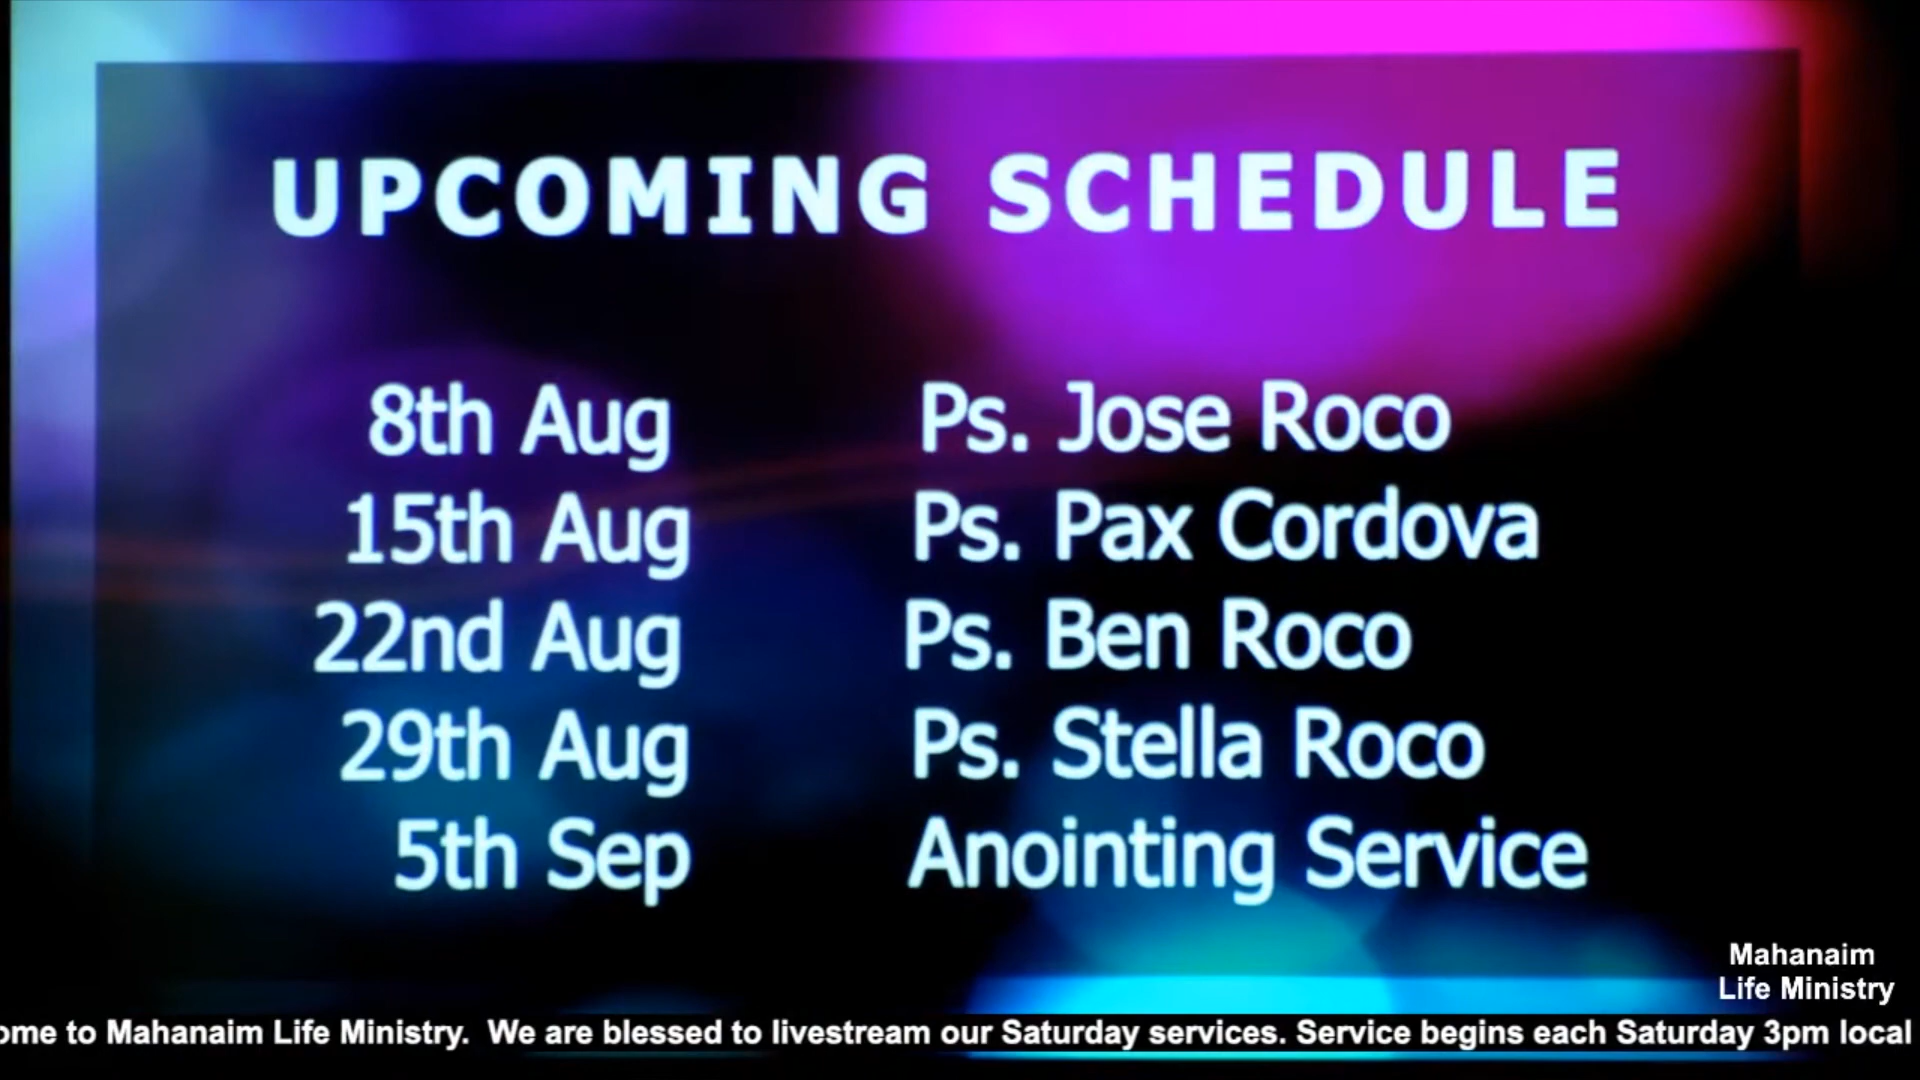 UPCOMING SCHEDULE
8th Aug Ps. Jose Roco
15th Aug Ps. Pax Cordova
22nd Aug Ps. Ben Roco
29th Aug Ps. Stella Roco
5th Sep Anointing Service
Mahanaim
Life Ministry
to Mahanaim Life Ministry. We are blessed to livestream our Saturday services. Service begins each Saturday 3pm local